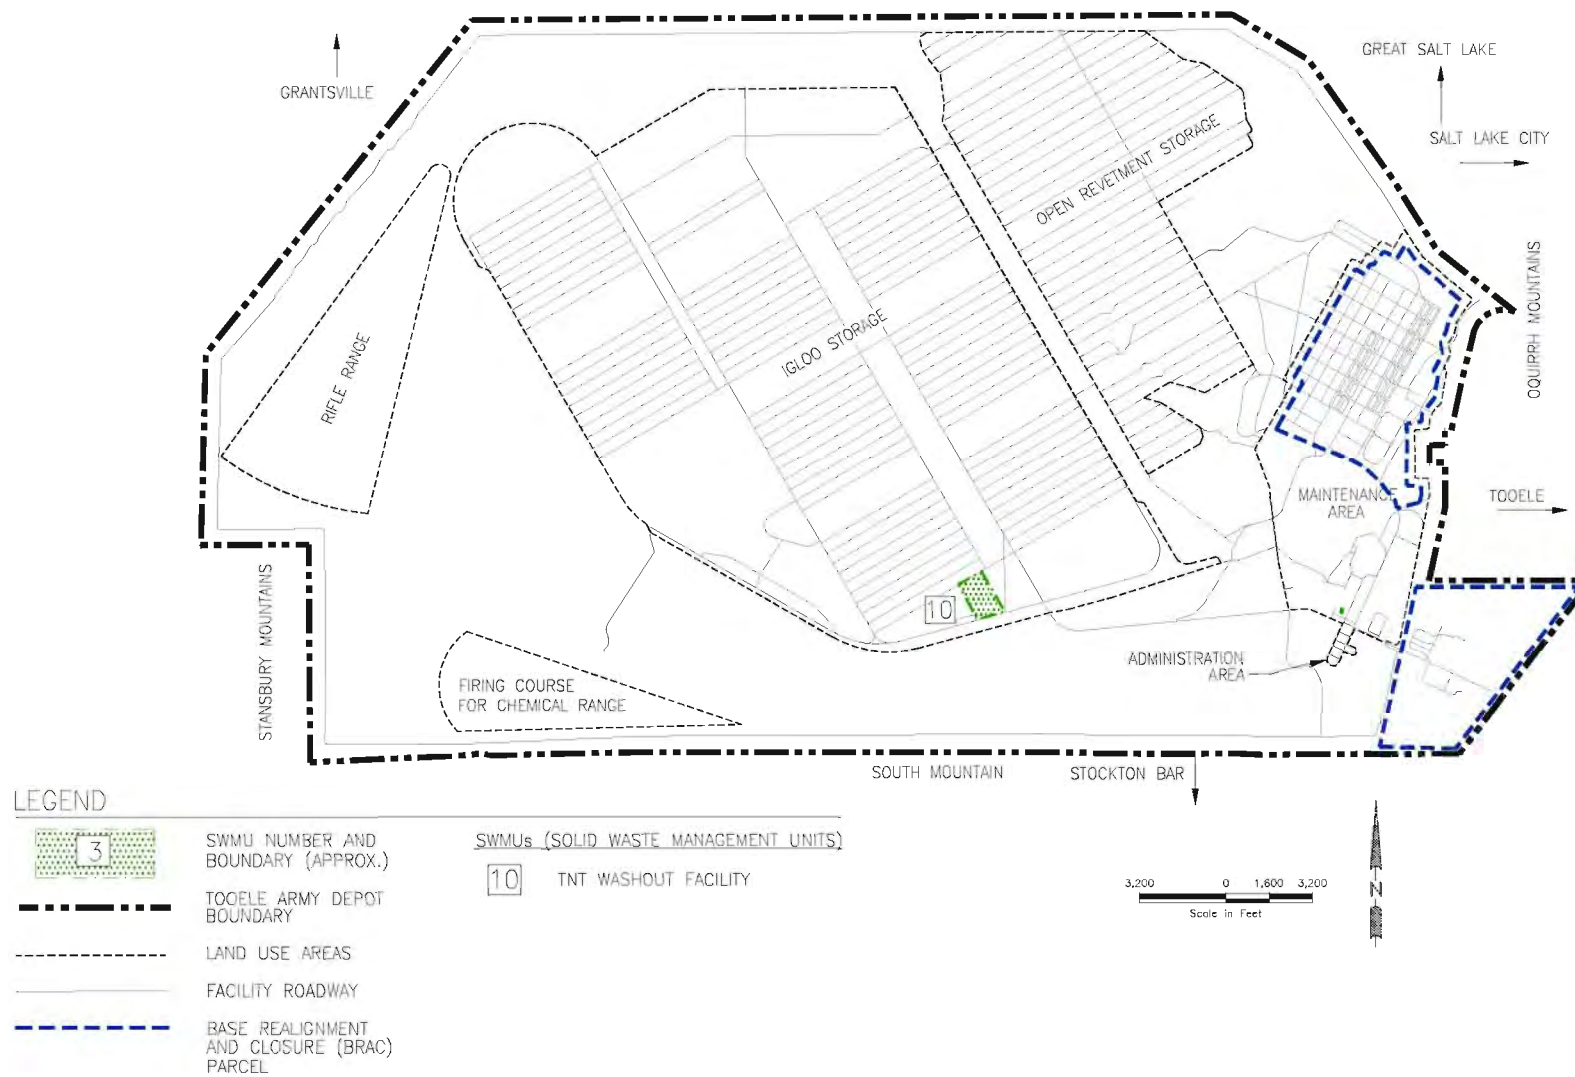 GREAT SALT LAKE
GRANTSVILLE
SALT LAKE CITY
OPEN REVETMENT STORAGE
OQUIRRH MOUNTAINS
IGLOO STORAGE
RIFLE RANGE
MAINTENANCE
AREA
TOOELE
STANSBURY MOUNTAINS
10
ADMINISTRATION
AREA
FIRING COURSE
FOR CHEMICAL RANGE
SOUTH MOUNTAIN
STOCKTON BAR
LEGEND
3
SWMU NUMBER AND
BOUNDARY (APPROX.)
TOOELE ARMY DEPOT
BOUNDARY
LAND USE AREAS
FACILITY ROADWAY
BASE REALIGNMENT
AND CLOSURE (BRAC)
PARCEL
SWMUs (SOLID WASTE MANAGEMENT UNITS)
10 TNT WASHOUT FACILITY
3,200 0 1,600 3,200
Scale in Feet
N